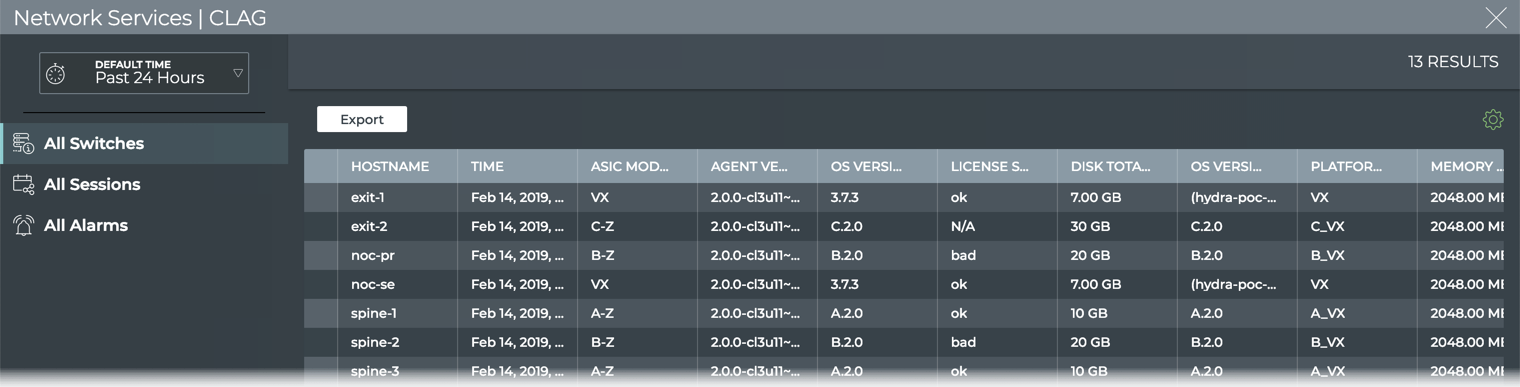 Network Services | CLAG
DEFAULT TIME
Past 24 Hours
13 RESULTS
All Switches
All Sessions
All Alarms
Export
HOSTNAME TIME ASIC MOD... AGENT VE... OS VERSI... LICENSE S... DISK TOTA... OS VERSI... PLATFOR... MEMORY ...
exit-1 Feb 14, 2019, ... VX 2.0.0-cl3u11~... 3.7.3 ok 7.00 GB (hydra-poc-... VX 2048.00 ME
exit-2 Feb 14, 2019, ... C-Z 2.0.0-cl3u11~... C.2.0 N/A 30 GB C.2.0 C_VX 2048.00 ME
noc-pr Feb 14, 2019, ... B-Z 2.0.0-cl3u11~... B.2.0 bad 20 GB B.2.0 B_VX 2048.00 ME
noc-se Feb 14, 2019, ... VX 2.0.0-cl3u11~... 3.7.3 ok 7.00 GB (hydra-poc-... VX 2048.00 ME
spine-1 Feb 14, 2019, ... A-Z 2.0.0-cl3u11~... A.2.0 ok 10 GB A.2.0 A_VX 2048.00 ME
spine-2 Feb 14, 2019, ... B-Z 2.0.0-cl3u11~... B.2.0 bad 20 GB B.2.0 B_VX 2048.00 ME
spine-3 Feb 14, 2019, ... A-Z 2.0.0-cl3u11~... A.2.0 ok 10 GB A.2.0 A_VX 2048.00 ME